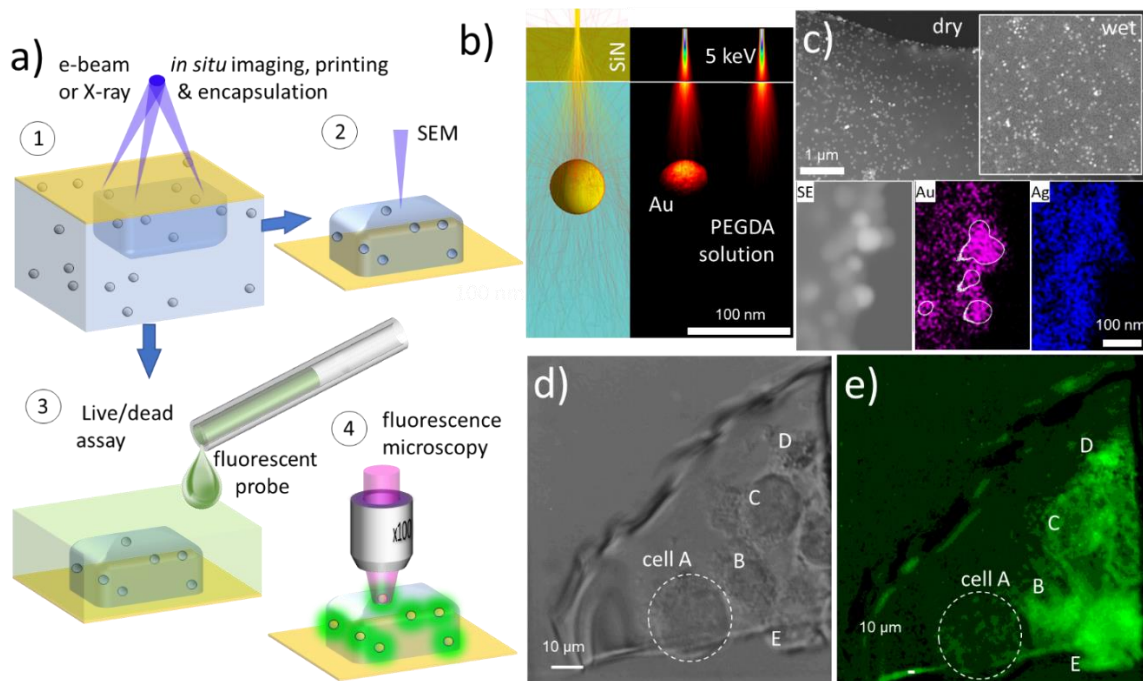 a)
e-beam
or X-ray
in situ imaging, printing
& encapsulation
1
2
SEM
3
Live/dead
assay
fluorescent
probe
4
fluorescence
microscopy
x100
b)
SiN
5 keV
Au
PEGDA
solution
100 nm
c)
dry
wet
1 µm
SE
Au
Ag
100 nm
d)
D
C
B
cell A
E
10 µm
e)
D
C
B
cell A
E
10 µm